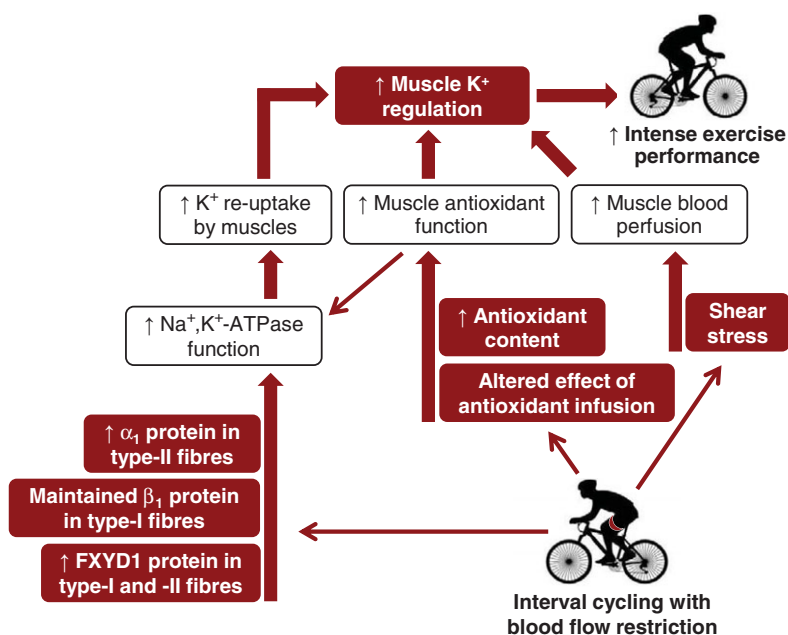 ↑ Muscle K⁺
regulation
↑ Intense exercise
performance
↑ K⁺ re-uptake
by muscles
↑ Muscle antioxidant
function
↑ Muscle blood
perfusion
↑ Na⁺,K⁺-ATPase
function
↑ Antioxidant
content
Shear
stress
Altered effect of
antioxidant infusion
↑ α₁ protein in
type-II fibres
Maintained β₁ protein
in type-I fibres
↑ FXYD1 protein in
type-I and -II fibres
Interval cycling with
blood flow restriction